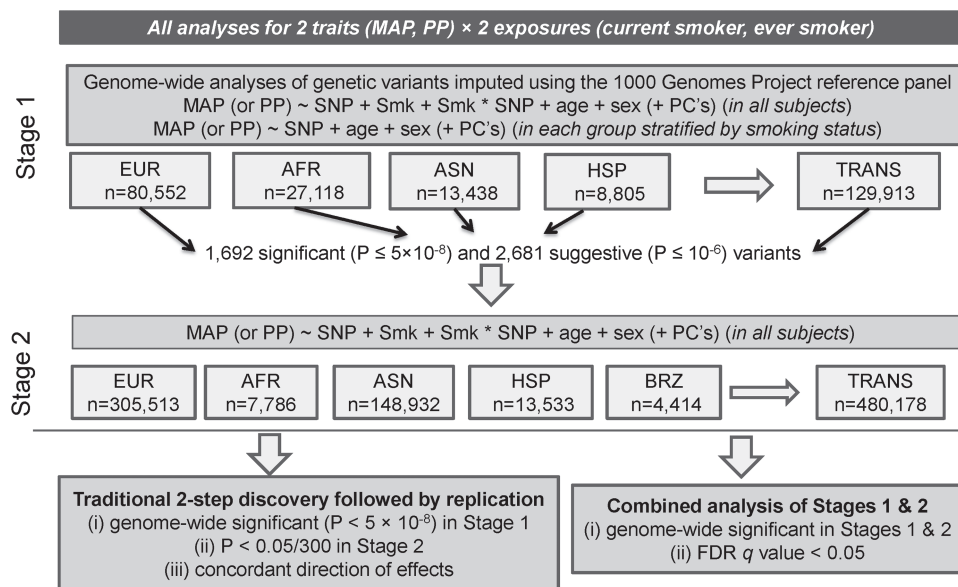 All analyses for 2 traits (MAP, PP) × 2 exposures (current smoker, ever smoker)
Stage 1
Genome-wide analyses of genetic variants imputed using the 1000 Genomes Project reference panel
MAP (or PP) ~ SNP + Smk + Smk * SNP + age + sex (+ PC's) (in all subjects)
MAP (or PP) ~ SNP + age + sex (+ PC's) (in each group stratified by smoking status)
EUR
n=80,552
AFR
n=27,118
ASN
n=13,438
HSP
n=8,805
TRANS
n=129,913
1,692 significant (P ≤ 5×10⁻⁸) and 2,681 suggestive (P ≤ 10⁻⁶) variants
Stage 2
MAP (or PP) ~ SNP + Smk + Smk * SNP + age + sex (+ PC's) (in all subjects)
EUR
n=305,513
AFR
n=7,786
ASN
n=148,932
HSP
n=13,533
BRZ
n=4,414
TRANS
n=480,178
Traditional 2-step discovery followed by replication
(i) genome-wide significant (P < 5 × 10⁻⁸) in Stage 1
(ii) P < 0.05/300 in Stage 2
(iii) concordant direction of effects
Combined analysis of Stages 1 & 2
(i) genome-wide significant in Stages 1 & 2
(ii) FDR q value < 0.05